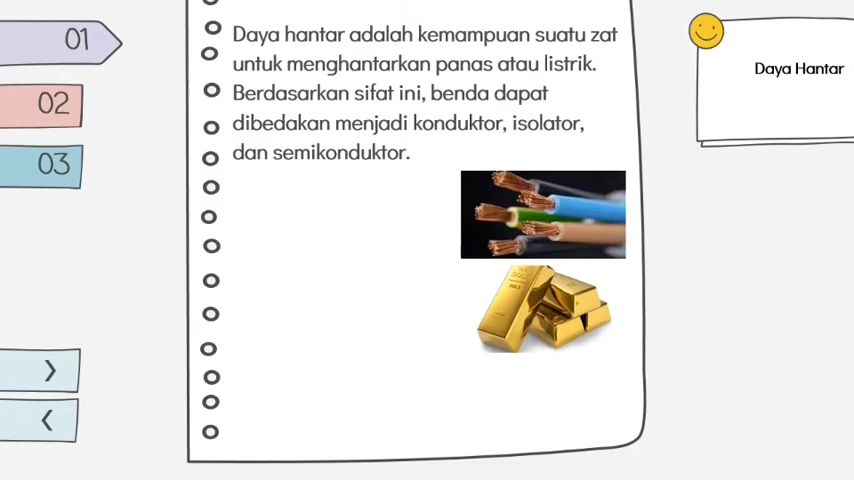 01
02
03
Daya hantar adalah kemampuan suatu zat
untuk menghantarkan panas atau listrik.
Berdasarkan sifat ini, benda dapat
dibedakan menjadi konduktor, isolator,
dan semikonduktor.
Daya Hantar